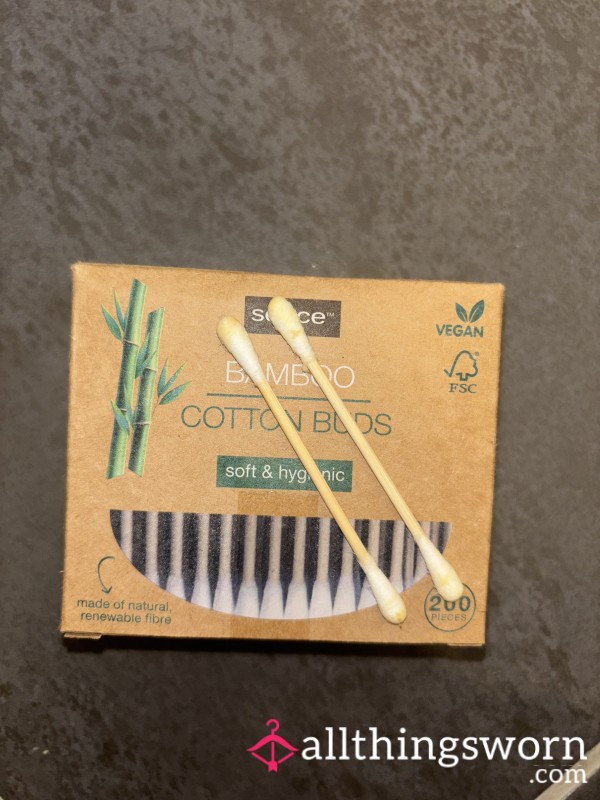 VEGAN
FSC
BAMBOO
COTTON BUDS
soft & hygienic
made of natural,
renewable fibre
200
PIECES
allthingsworn
.com